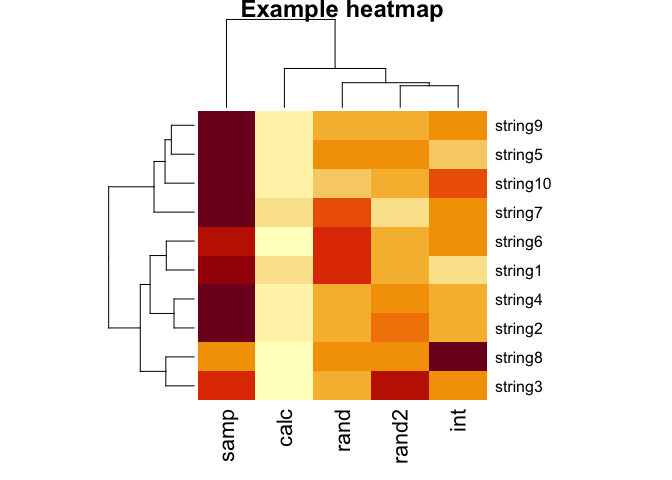 Example heatmap
string9
string5
string10
string7
string6
string1
string4
string2
string8
string3
samp
calc
rand
rand2
int